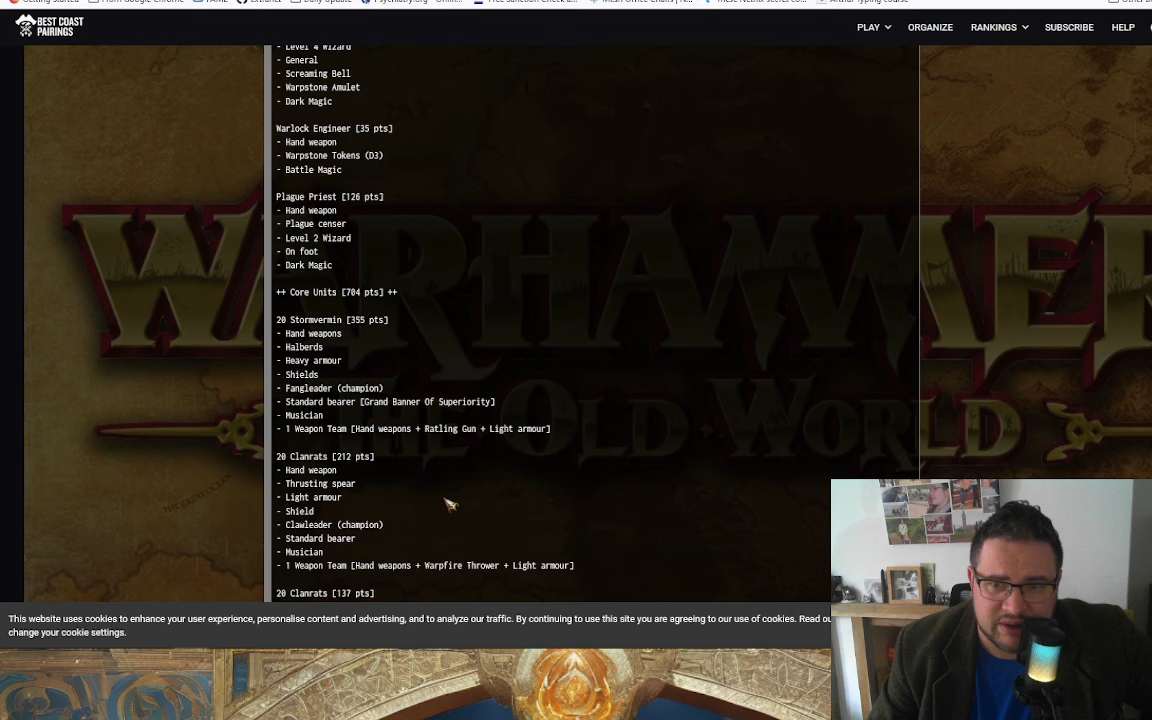 BEST COAST
PAIRINGS
PLAY
ORGANIZE
RANKINGS
SUBSCRIBE
HELP
- Level 4 Wizard
- General
- Screaming Bell
- Warpstone Amulet
- Dark Magic
Warlock Engineer [35 pts]
- Hand weapon
- Warpstone Tokens (D3)
- Battle Magic
Plague Priest [126 pts]
- Hand weapon
- Plague censer
- Level 2 Wizard
- On foot
- Dark Magic
++ Core Units [704 pts] ++
20 Stormvermin [355 pts]
- Hand weapons
- Halberds
- Heavy armour
- Shields
- Fangleader (champion)
- Standard bearer [Grand Banner Of Superiority]
- Musician
- 1 Weapon Team [Hand weapons + Ratling Gun + Light armour]
20 Clanrats [212 pts]
- Hand weapon
- Thrusting spear
- Light armour
- Shield
- Clawleader (champion)
- Standard bearer
- Musician
- 1 Weapon Team [Hand weapons + Warpfire Thrower + Light armour]
20 Clanrats [137 pts]
WARHAMMER
THE OLD WORLD
THE GREAT OCEAN
This website uses cookies to enhance your user experience, personalise content and advertising, and to analyze our traffic. By continuing to use this site you are agreeing to our use of cookies. Read
change your cookie settings.